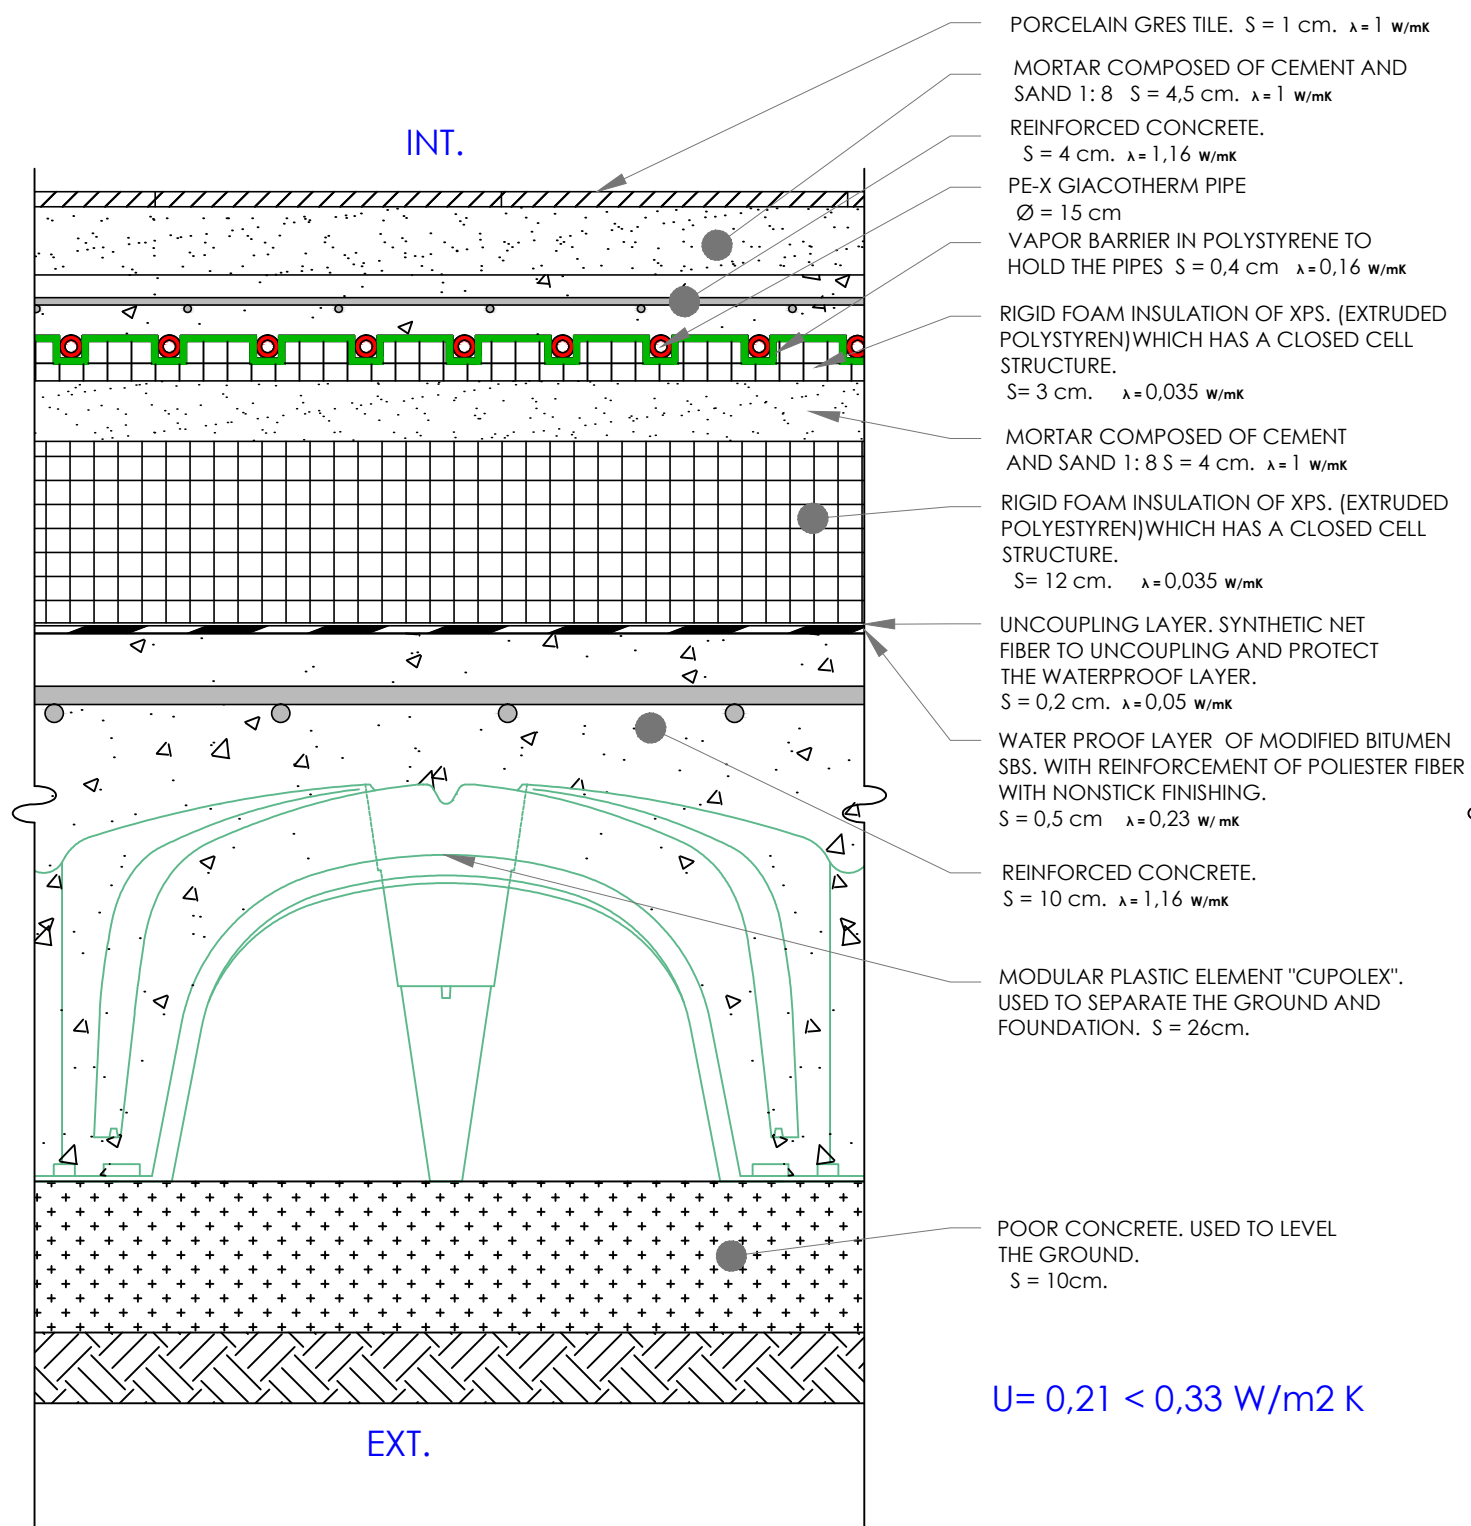 PORCELAIN GRES TILE. S = 1 cm. λ = 1 W/mK
MORTAR COMPOSED OF CEMENT AND
SAND 1: 8 S = 4,5 cm. λ = 1 W/mK
INT.
REINFORCED CONCRETE.
S = 4 cm. λ = 1,16 W/mK
PE-X GIACOTHERM PIPE
Ø = 15 cm
VAPOR BARRIER IN POLYSTYRENE TO
HOLD THE PIPES S = 0,4 cm λ = 0,16 W/mK
RIGID FOAM INSULATION OF XPS. (EXTRUDED
POLYSTYREN)WHICH HAS A CLOSED CELL
STRUCTURE.
S= 3 cm. λ = 0,035 W/mK
MORTAR COMPOSED OF CEMENT
AND SAND 1: 8 S = 4 cm. λ = 1 W/mK
RIGID FOAM INSULATION OF XPS. (EXTRUDED
POLYESTYREN)WHICH HAS A CLOSED CELL
STRUCTURE.
S= 12 cm. λ = 0,035 W/mK
UNCOUPLING LAYER. SYNTHETIC NET
FIBER TO UNCOUPLING AND PROTECT
THE WATERPROOF LAYER.
S = 0,2 cm. λ = 0,05 W/mK
WATER PROOF LAYER OF MODIFIED BITUMEN
SBS. WITH REINFORCEMENT OF POLIESTER FIBER
WITH NONSTICK FINISHING.
S = 0,5 cm λ = 0,23 W/ mK
REINFORCED CONCRETE.
S = 10 cm. λ = 1,16 W/mK
MODULAR PLASTIC ELEMENT "CUPOLEX".
USED TO SEPARATE THE GROUND AND
FOUNDATION. S = 26cm.
POOR CONCRETE. USED TO LEVEL
THE GROUND.
S = 10cm.
U= 0,21 < 0,33 W/m2 K
EXT.